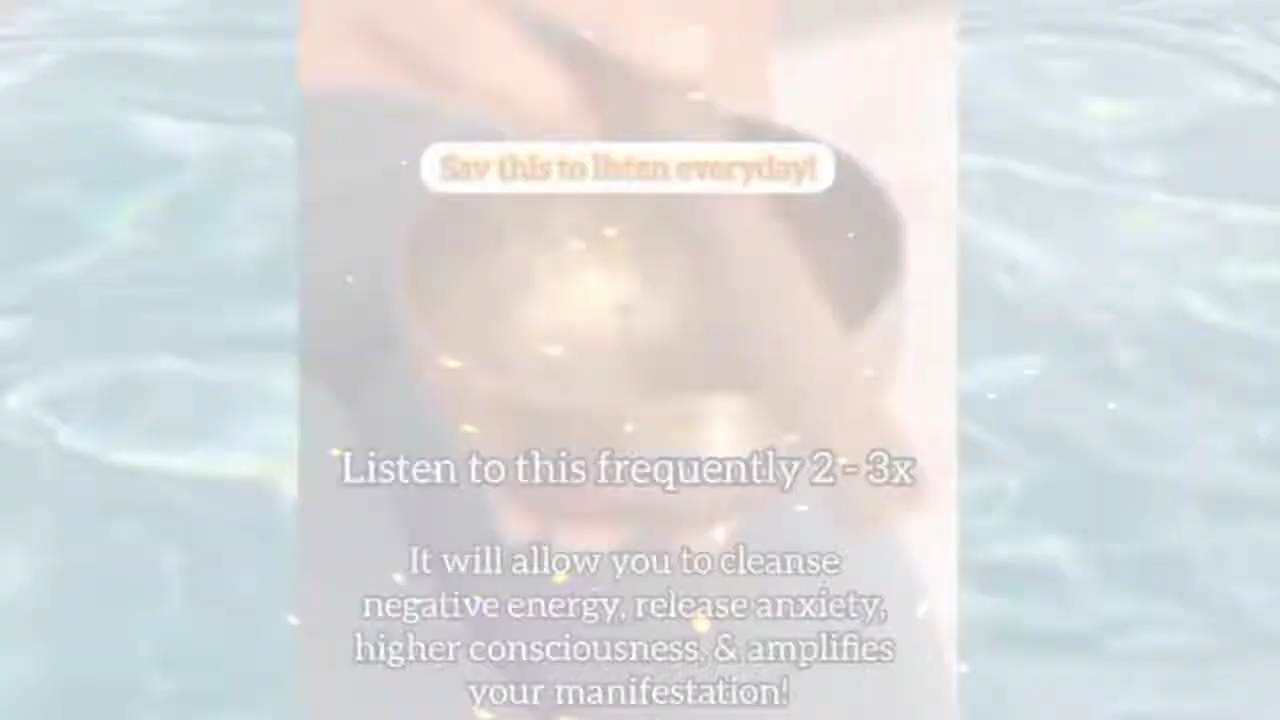 Sav this to listen everyday!
Listen to this frequently 2 - 3x
It will allow you to cleanse
negative energy, release anxiety,
higher consciousness, & amplifies
your manifestation!